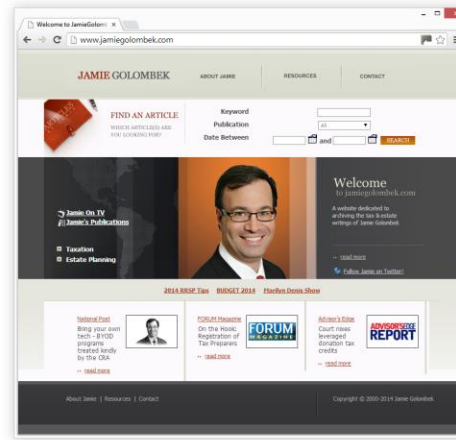 Welcome to JamieGolom
www.jamiegolombek.com
JAMIE GOLOMBEK
ABOUT JAMIE
RESOURCES
CONTACT
FIND AN ARTICLE
WHICH ARTICLE(S) ARE
YOU LOOKING FOR?
Keyword
Publication
All
Date Between
and
SEARCH
Jamie On TV
Jamie's Publications
Taxation
Estate Planning
Welcome
to jamiegolombek.com
A website dedicated to
archiving the tax & estate
writings of Jamie Golombek
read more
Follow Jamie on Twitter!
2014 RRSP Tips BUDGET 2014 Marilyn Denis Show
National Post
Bring your own
tech - BYOD
programs
treated kindly
by the CRA
read more
FORUM Magazine
On the Hook:
Registration of
Tax Preparers
read more
FORUM
MAGAZINE
Advisor's Edge
Court nixes
leveraged
donation tax
credits
read more
ADVISOR'S EDGE
REPORT
About Jamie | Resources | Contact
Copyright © 2000-2014 Jamie Golombek